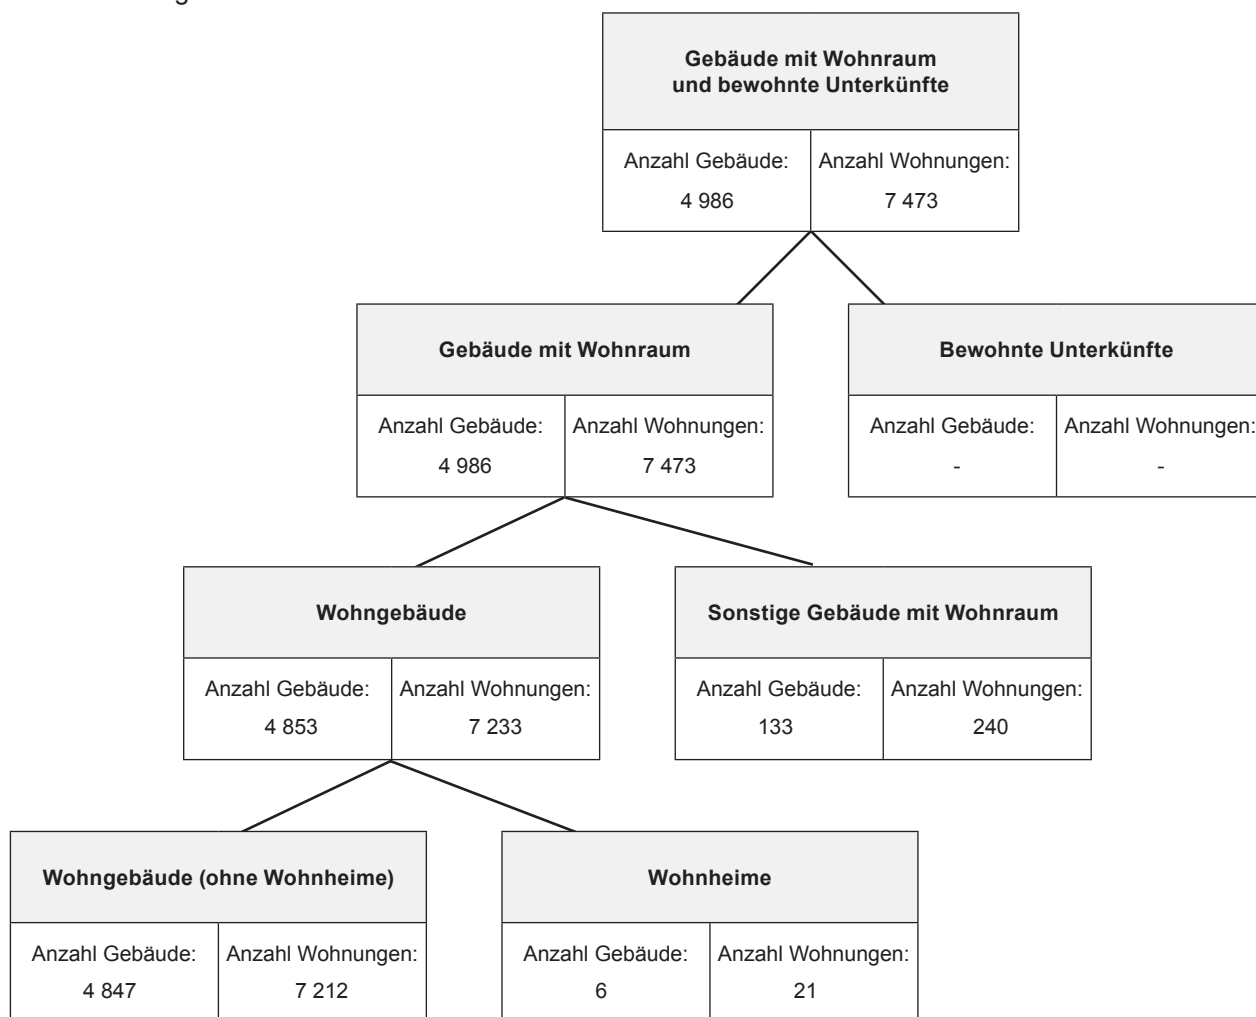 Gebäude mit Wohnraum
und bewohnte Unterkünfte
Anzahl Gebäude: Anzahl Wohnungen:
4 986 7 473
Gebäude mit Wohnraum
Anzahl Gebäude: Anzahl Wohnungen:
4 986 7 473
Bewohnte Unterkünfte
Anzahl Gebäude: Anzahl Wohnungen:
- -
Wohngebäude
Anzahl Gebäude: Anzahl Wohnungen:
4 853 7 233
Sonstige Gebäude mit Wohnraum
Anzahl Gebäude: Anzahl Wohnungen:
133 240
Wohngebäude (ohne Wohnheime)
Anzahl Gebäude: Anzahl Wohnungen:
4 847 7 212
Wohnheime
Anzahl Gebäude: Anzahl Wohnungen:
6 21